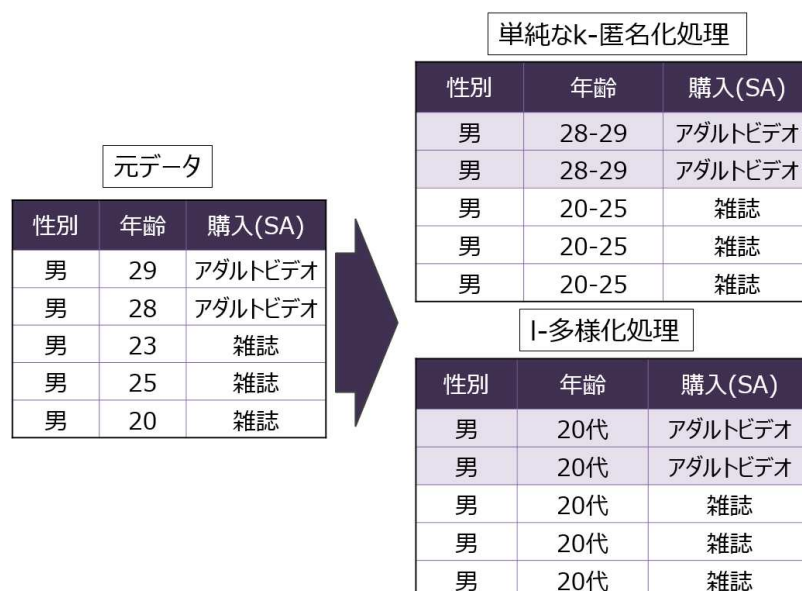 元データ
性別 年齢 購入(SA)
男 29 アダルトビデオ
男 28 アダルトビデオ
男 23 雑誌
男 25 雑誌
男 20 雑誌
単純なk-匿名化処理
性別 年齢 購入(SA)
男 28-29 アダルトビデオ
男 28-29 アダルトビデオ
男 20-25 雑誌
男 20-25 雑誌
男 20-25 雑誌
l-多様化処理
性別 年齢 購入(SA)
男 20代 アダルトビデオ
男 20代 アダルトビデオ
男 20代 雑誌
男 20代 雑誌
男 20代 雑誌